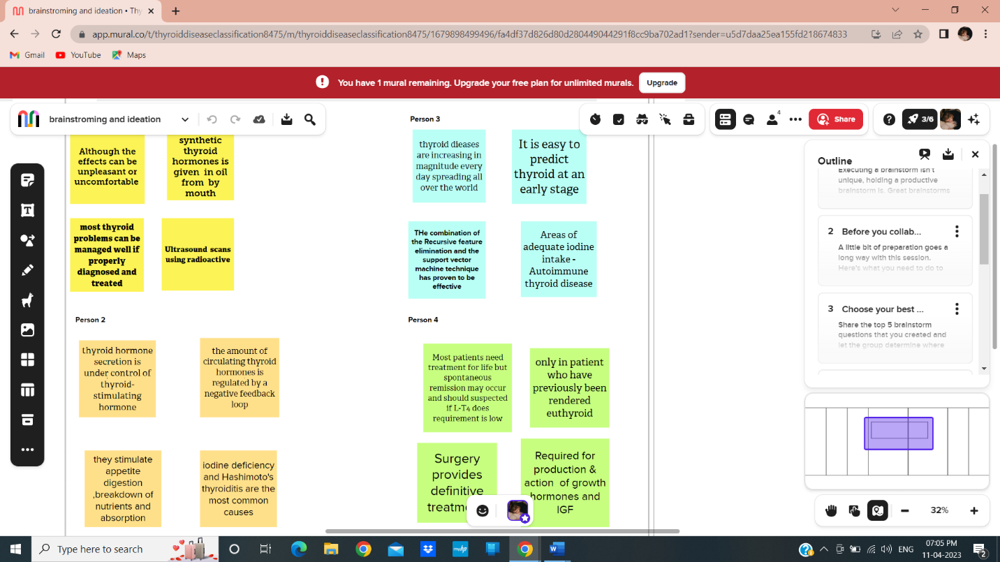 brainstroming and ideation • Thy
app.mural.co/t/thyroiddiseaseclassification8475/m/thyroiddiseaseclassification8475/1679898499496/fa4df37d826d80d280449044291f8cc9ba702ad1?sender=u5d7daa25ea155fd218674833
Gmail YouTube Maps
You have 1 mural remaining. Upgrade your free plan for unlimited murals. Upgrade
brainstroming and ideation
4
Share
3/6
Although the
effects can be
unpleasant or
uncomfortable
synthetic
thyroid
hormones is
given in oil
from by
mouth
most thyroid
problems can be
managed well if
properly
diagnosed and
treated
Ultrasound scans
using radioactive
Person 3
thyroid dieases
are increasing in
magnitude every
day spreading all
over the world
It is easy to
predict
thyroid at an
early stage
THe combination of
the Recursive feature
elimination and the
support vector
machine technique
has proven to be
effective
Areas of
adequate iodine
intake -
Autoimmune
thyroid disease
Person 2
thyroid hormone
secretion is
under control of
thyroid-
stimulating
hormone
the amount of
circulating thyroid
hormones is
regulated by a
negative feedback
loop
they stimulate
appetite
digestion
,breakdown of
nutrients and
absorption
iodine deficiency
and Hashimoto's
thyroiditis are the
most common
causes
Person 4
Most patients need
treatment for life but
spontaneous
remission may occur
and should suspected
if L-T4 does
requirement is low
only in patient
who have
previously been
rendered
euthyroid
Surgery
provides
definitive
treatm
Required for
production &
action of growth
hormones and
IGF
Outline
Executing a brainstorm isn't
unique, holding a productive
brainstorm is. Great brainstorms
2 Before you collab...
A little bit of preparation goes a
long way with this session.
Here's what you need to do to
3 Choose your best ...
Share the top 5 brainstorm
questions that you created and
let the group determine where
32%
Type here to search
ENG
07:05 PM
11-04-2023
2